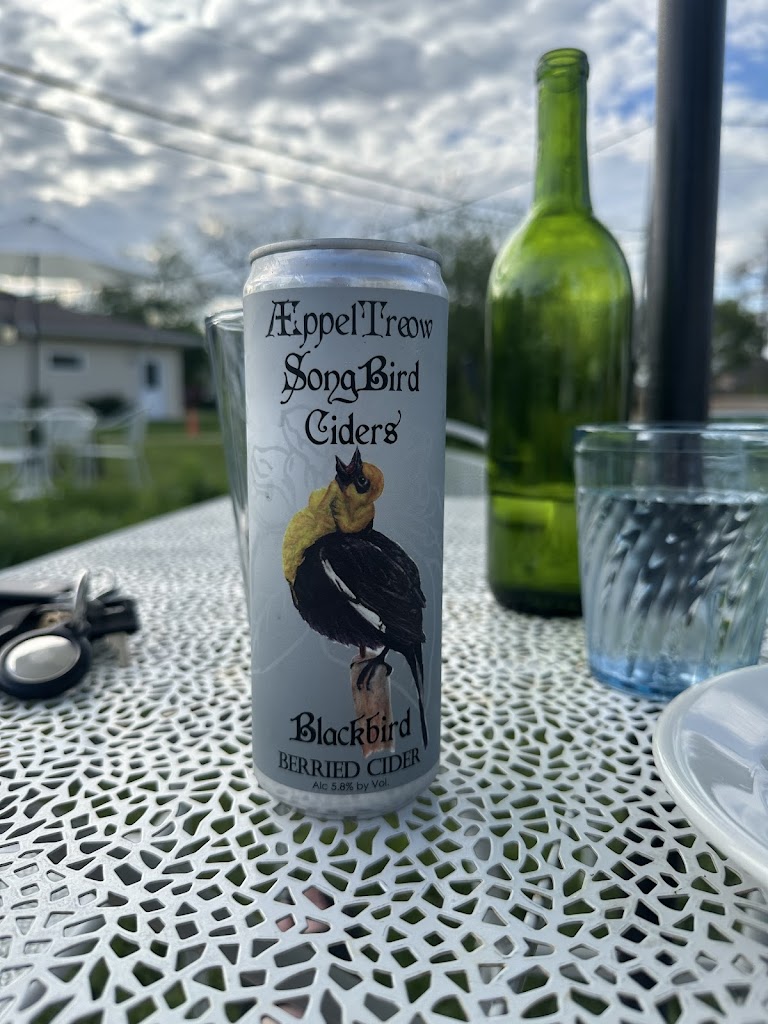 ÆppelTreow
SongBird
Ciders
Blackbird
BERRIED CIDER
Alc 5.8% by Vol.